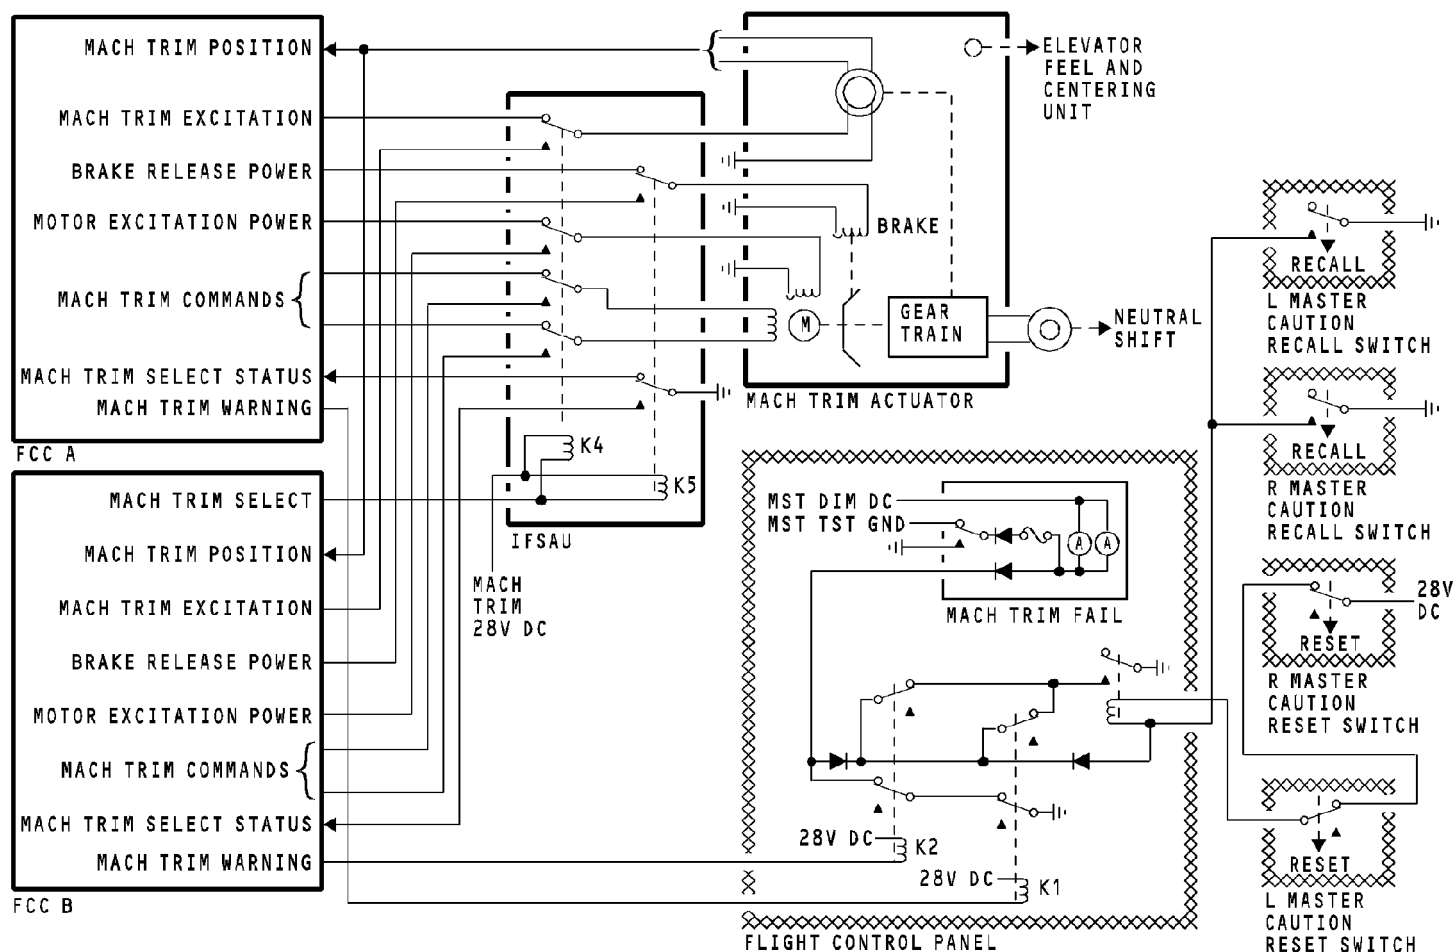 MACH TRIM POSITION
MACH TRIM EXCITATION
BRAKE RELEASE POWER
MOTOR EXCITATION POWER
MACH TRIM COMMANDS
MACH TRIM SELECT STATUS
MACH TRIM WARNING
FCC A
MACH TRIM SELECT
MACH TRIM POSITION
MACH TRIM EXCITATION
BRAKE RELEASE POWER
MOTOR EXCITATION POWER
MACH TRIM COMMANDS
MACH TRIM SELECT STATUS
MACH TRIM WARNING
FCC B
K4
K5
IFSAU
MACH
TRIM
28V DC
ELEVATOR
FEEL AND
CENTERING
UNIT
BRAKE
M
GEAR
TRAIN
NEUTRAL
SHIFT
MACH TRIM ACTUATOR
MST DIM DC
MST TST GND
A
A
MACH TRIM FAIL
28V DC
K2
28V DC
K1
FLIGHT CONTROL PANEL
RECALL
L MASTER
CAUTION
RECALL SWITCH
RECALL
R MASTER
CAUTION
RECALL SWITCH
28V
DC
RESET
R MASTER
CAUTION
RESET SWITCH
RESET
L MASTER
CAUTION
RESET SWITCH